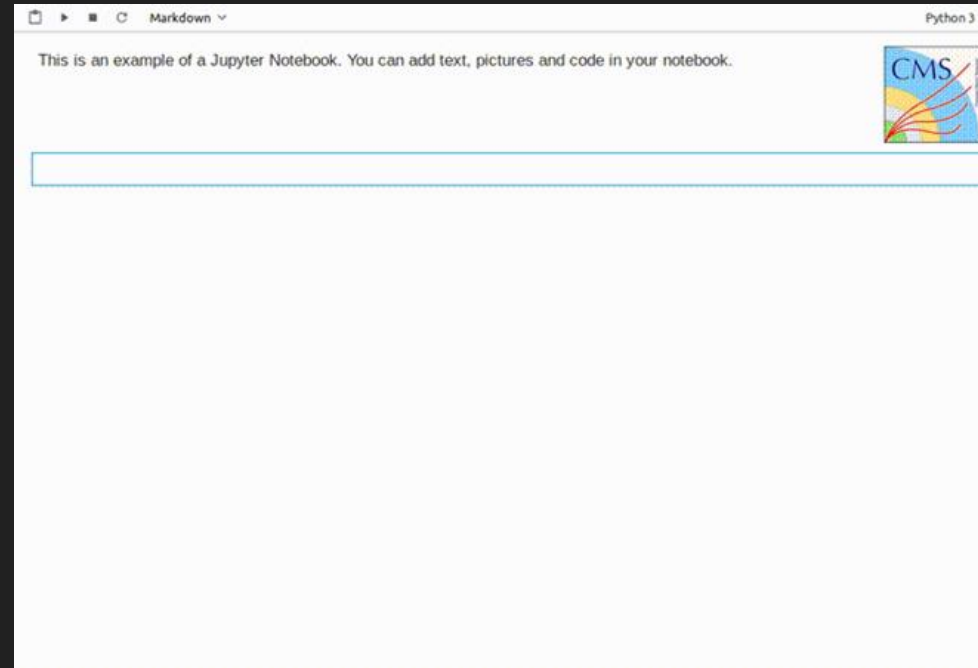 Markdown
Python 3
This is an example of a Jupyter Notebook. You can add text, pictures and code in your notebook.
CMS